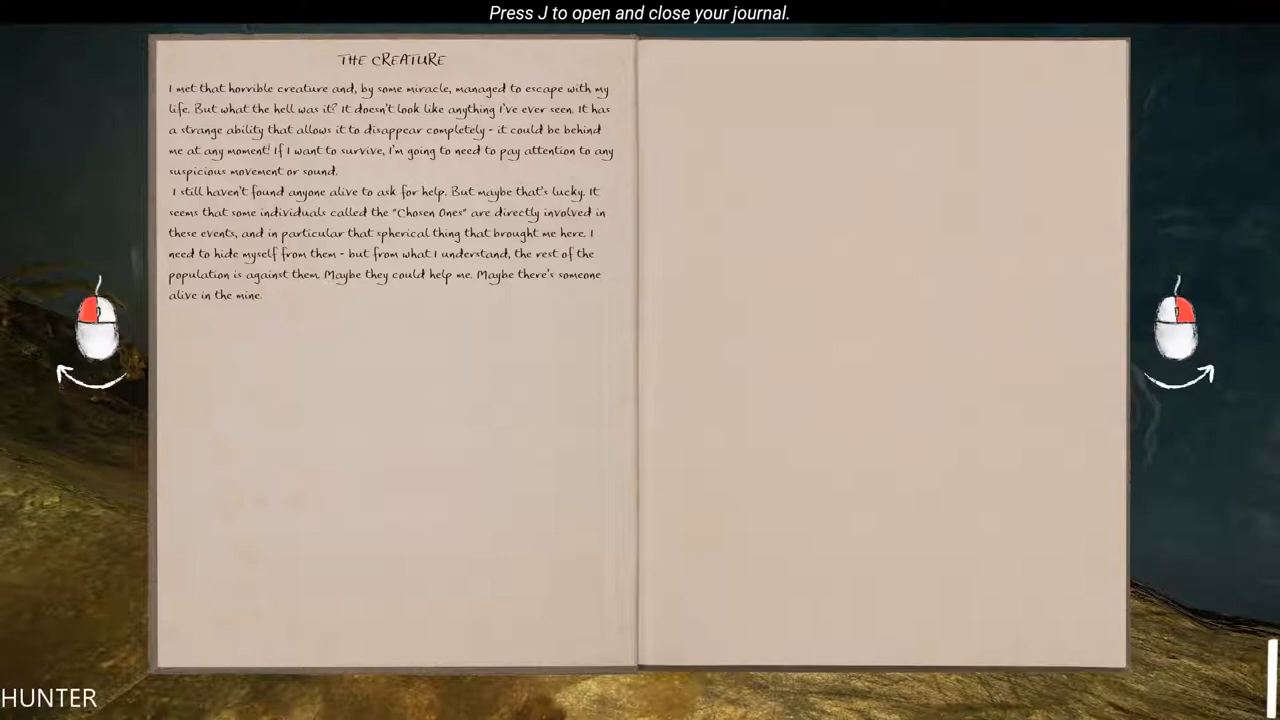 Press J to open and close your journal.
THE CREATURE
I met that horrible creature and, by some miracle, managed to escape with my
life. But what the hell was it? It doesn't look like anything I've ever seen. It has
a strange ability that allows it to disappear completely - it could be behind
me at any moment! If I want to survive, I'm going to need to pay attention to any
suspicious movement or sound.
I still haven't found anyone alive to ask for help. But maybe that's lucky. It
seems that some individuals called the "Chosen Ones" are directly involved in
these events, and in particular that spherical thing that brought me here. I
need to hide myself from them - but from what I understand, the rest of the
population is against them. Maybe they could help me. Maybe there's someone
alive in the mine.
HUNTER